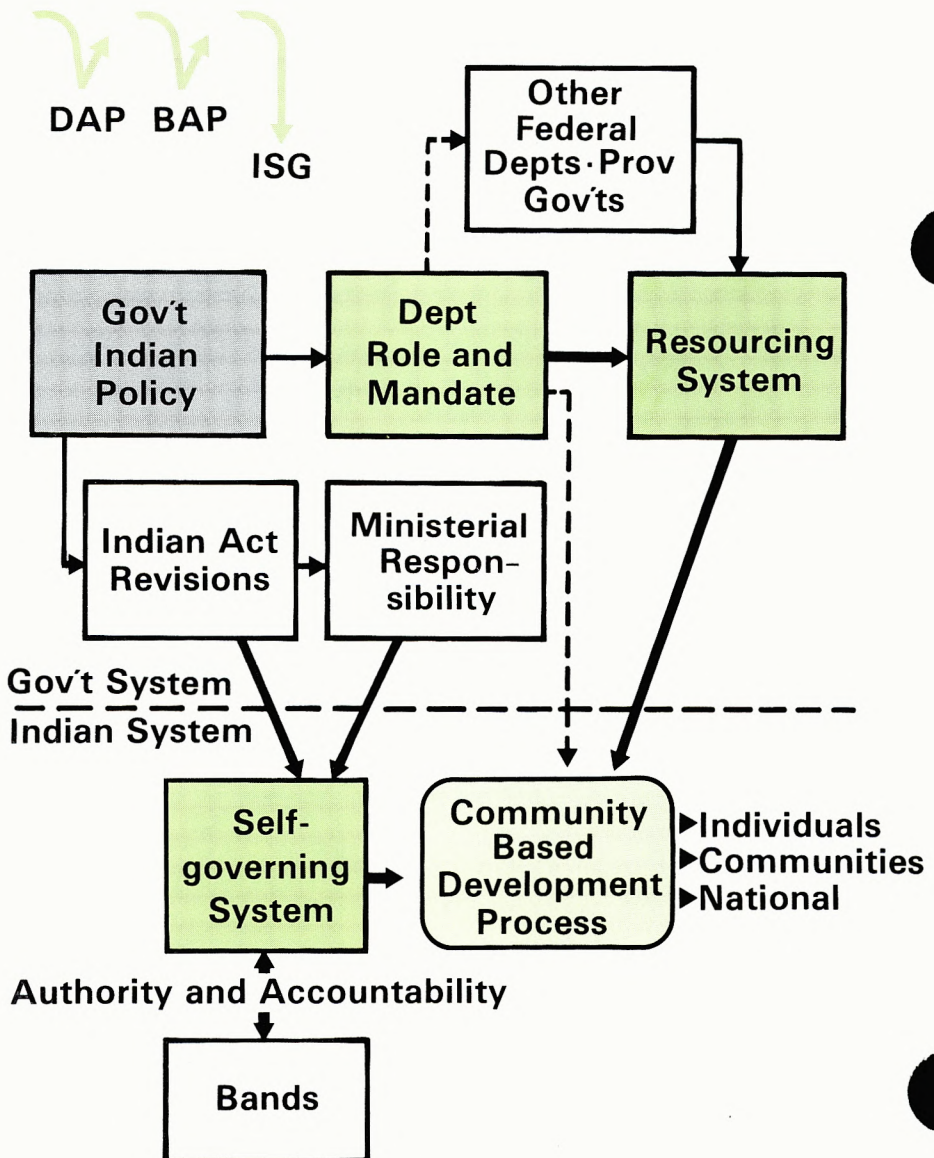 DAP BAP
ISG
Other
Federal
Depts·Prov
Gov'ts
Gov't
Indian
Policy
Dept
Role and
Mandate
Resourcing
System
Indian Act
Revisions
Ministerial
Respon-
sibility
Gov't System
Indian System
Self-
governing
System
Community
Based
Development
Process
▶Individuals
▶Communities
▶National
Authority and Accountability
Bands